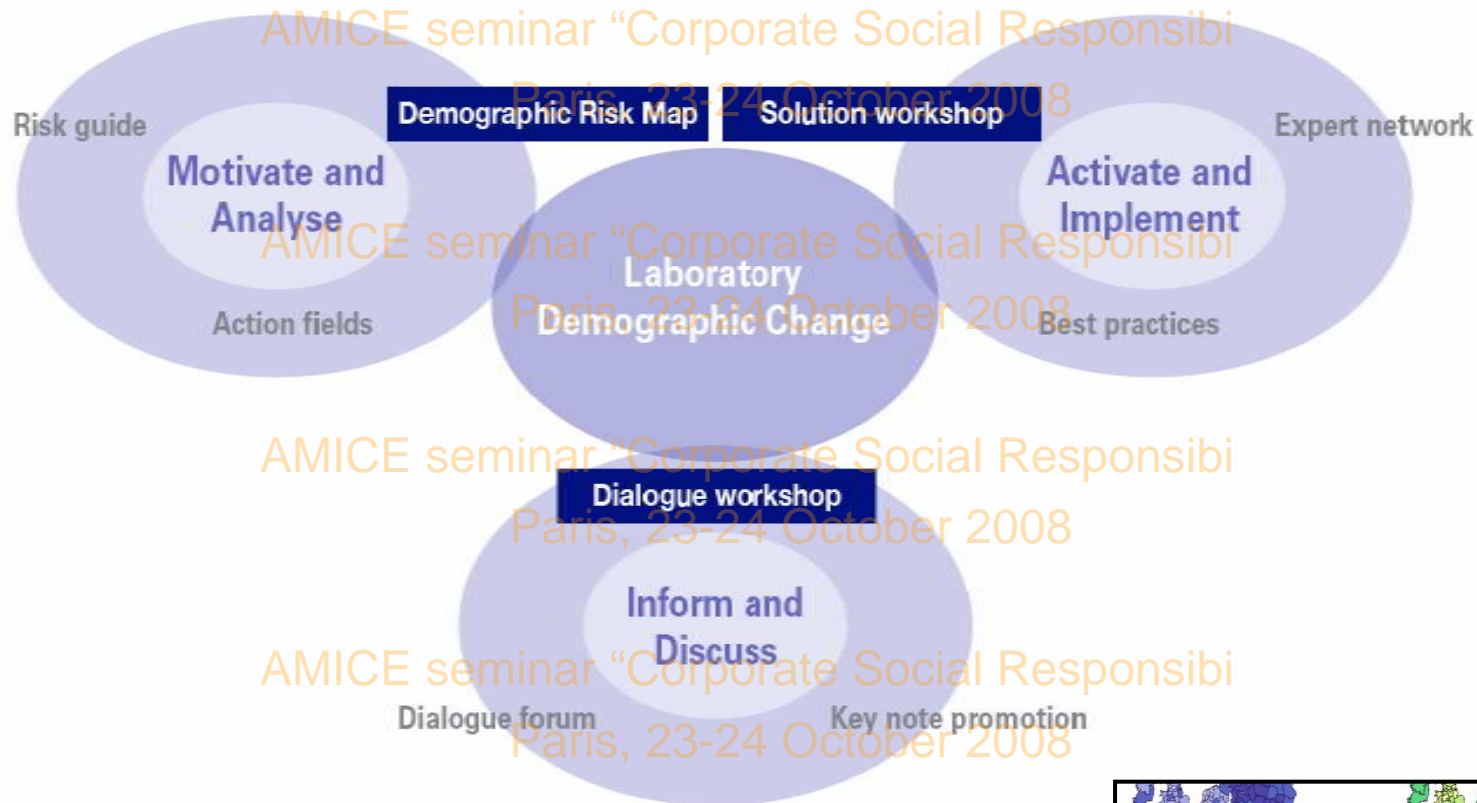 AMICE seminar “Corporate Social Responsibi
Paris, 23-24 October 2008
Demographic Risk Map
Solution workshop
Risk guide
Expert network
Motivate and
Analyse
Activate and
Implement
AMICE seminar “Corporate Social Responsibi
Laboratory
Demographic Change
Paris, 23-24 October 2008
Action fields
Best practices
AMICE seminar “Corporate Social Responsibi
Dialogue workshop
Paris, 23-24 October 2008
Inform and
Discuss
AMICE seminar “Corporate Social Responsibi
Dialogue forum
Key note promotion
Paris, 23-24 October 2008